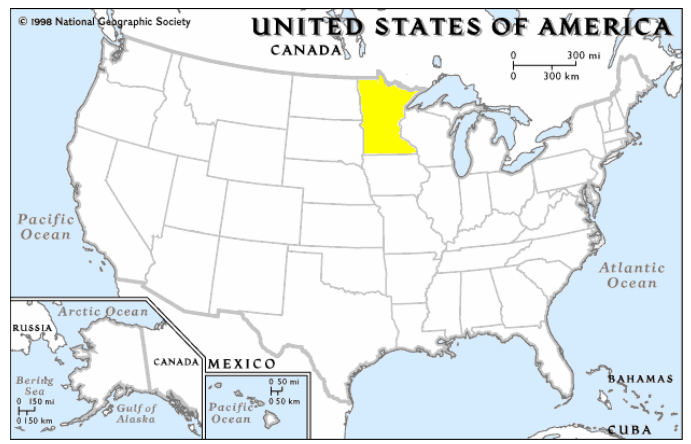 © 1998 National Geographic Society
UNITED STATES OF AMERICA
CANADA
0 300 mi
0 300 km
Pacific
Ocean
Atlantic
Ocean
Arctic Ocean
RUSSIA
CANADA
MEXICO
Bering
Sea
0 150 mi
0 150 km
Gulf of
Alaska
0 50 mi
0 50 km
Pacific
Ocean
BAHAMAS
CUBA